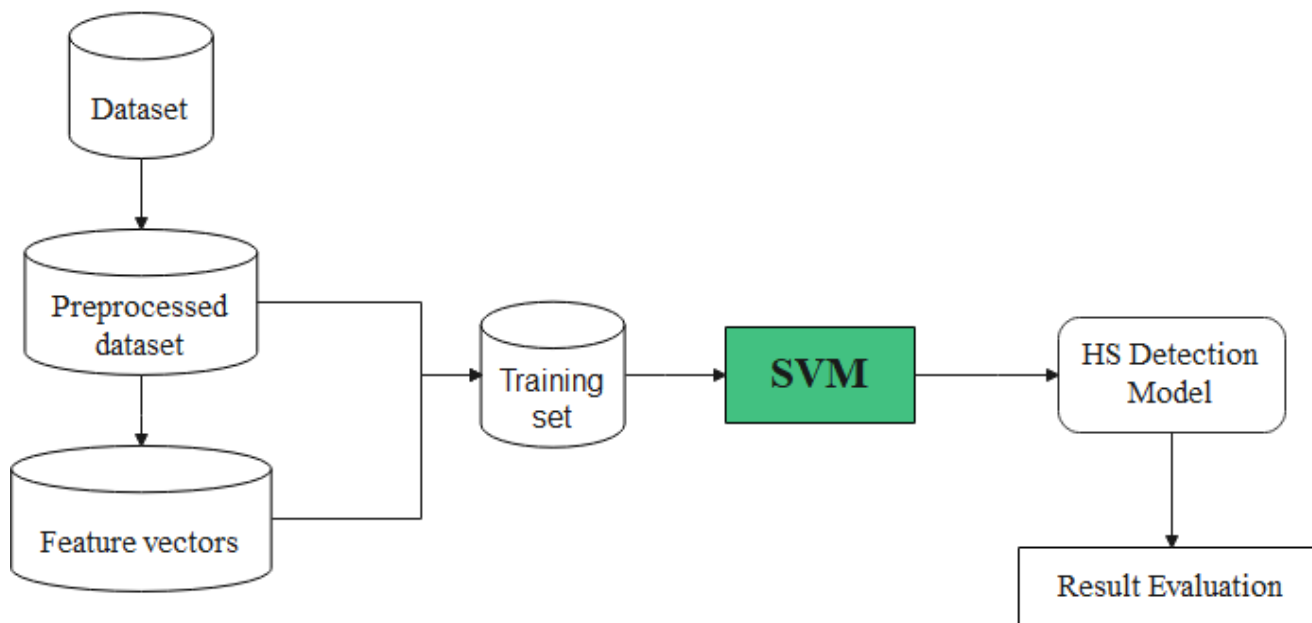 Dataset
Preprocessed
dataset
Feature vectors
Training
set
SVM
HS Detection
Model
Result Evaluation